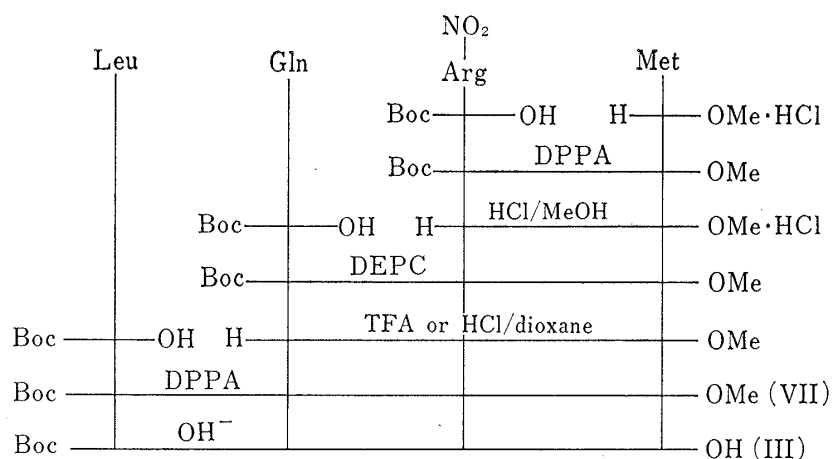 NO₂
Leu Gln Arg Met
Boc OH H OMe·HCl
DPPA
Boc OMe
HCl/MeOH
Boc OH H OMe·HCl
DEPC
Boc OMe
TFA or HCl/dioxane
Boc OH H OMe
DPPA
Boc OMe (VII)
OH⁻
Boc OH (III)